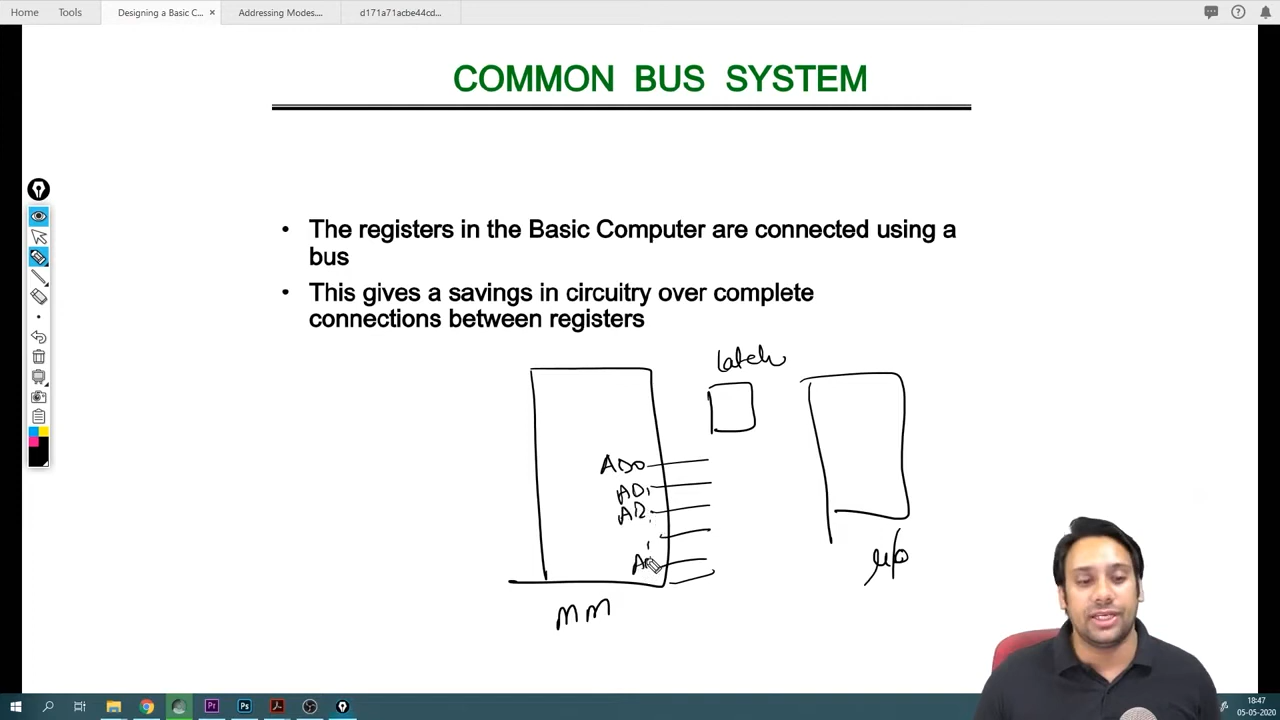 Home Tools Designing a Basic C... × Addressing Modes.... d171a71acbe44cd...
COMMON BUS SYSTEM
• The registers in the Basic Computer are connected using a
bus
• This gives a savings in circuitry over complete
connections between registers
latch
AD0
AD1
AD2
MM
18:47
05-05-2020